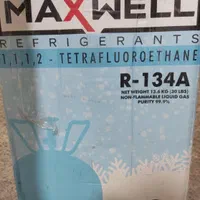 MAXWELL
REFRIGERANTS
1,1,1,2 - TETRAFLUOROETHANE
R-134A
NET WEIGHT 13.6 KG (30 LBS)
NON-FLAMMABLE LIQUID GAS
PURITY 99.9%